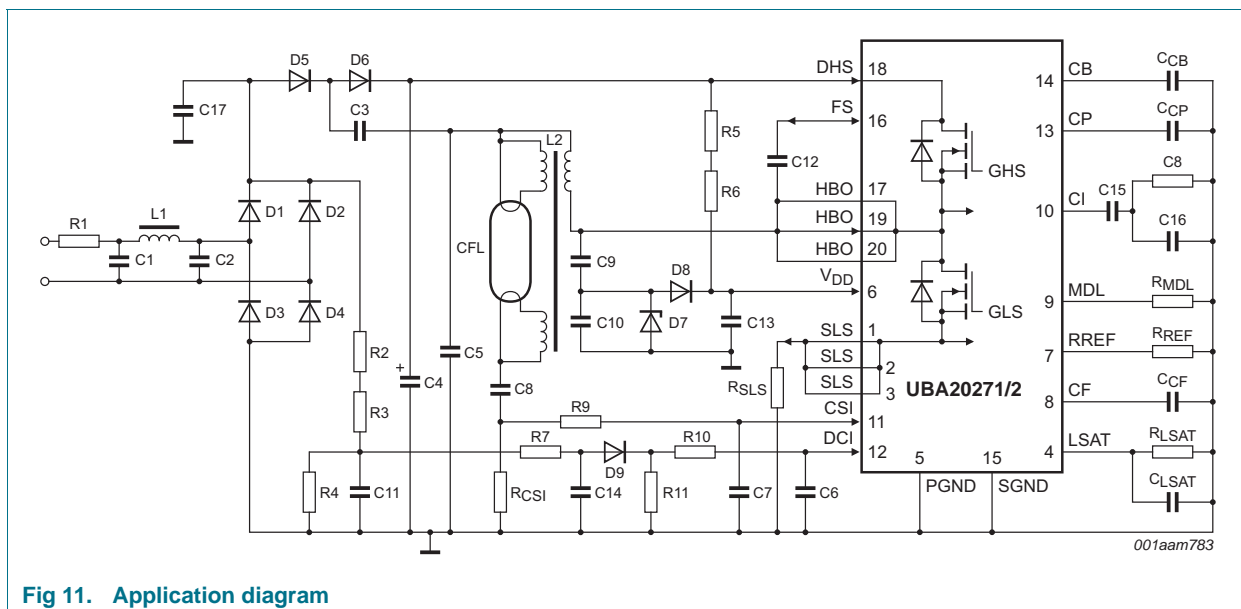 D5 D6 DHS 18 14 CB CCB
C17 C3 FS 16 13 CP CCP
L2 R5 C12 GHS C8
R6 HBO 17 C15
D1 D2 HBO 19 10 CI C16
R1 L1 CFL HBO 20
C1 C2 C9 D8 VDD 6 MDL RMDL
D3 D4 C10 D7 C13 GLS 9
SLS 1 RREF RREF
R2 C5 SLS 2 7
+ C4 C8 RSLS SLS 3 UBA20271/2 CF CCF
R3 R9 CSI 11 8
R7 R10 DCI 12 LSAT RLSAT
D9 5 15 4
R4 C11 RCSI C14 R11 C7 C6 PGND SGND CLSAT
001aam783
Fig 11. Application diagram